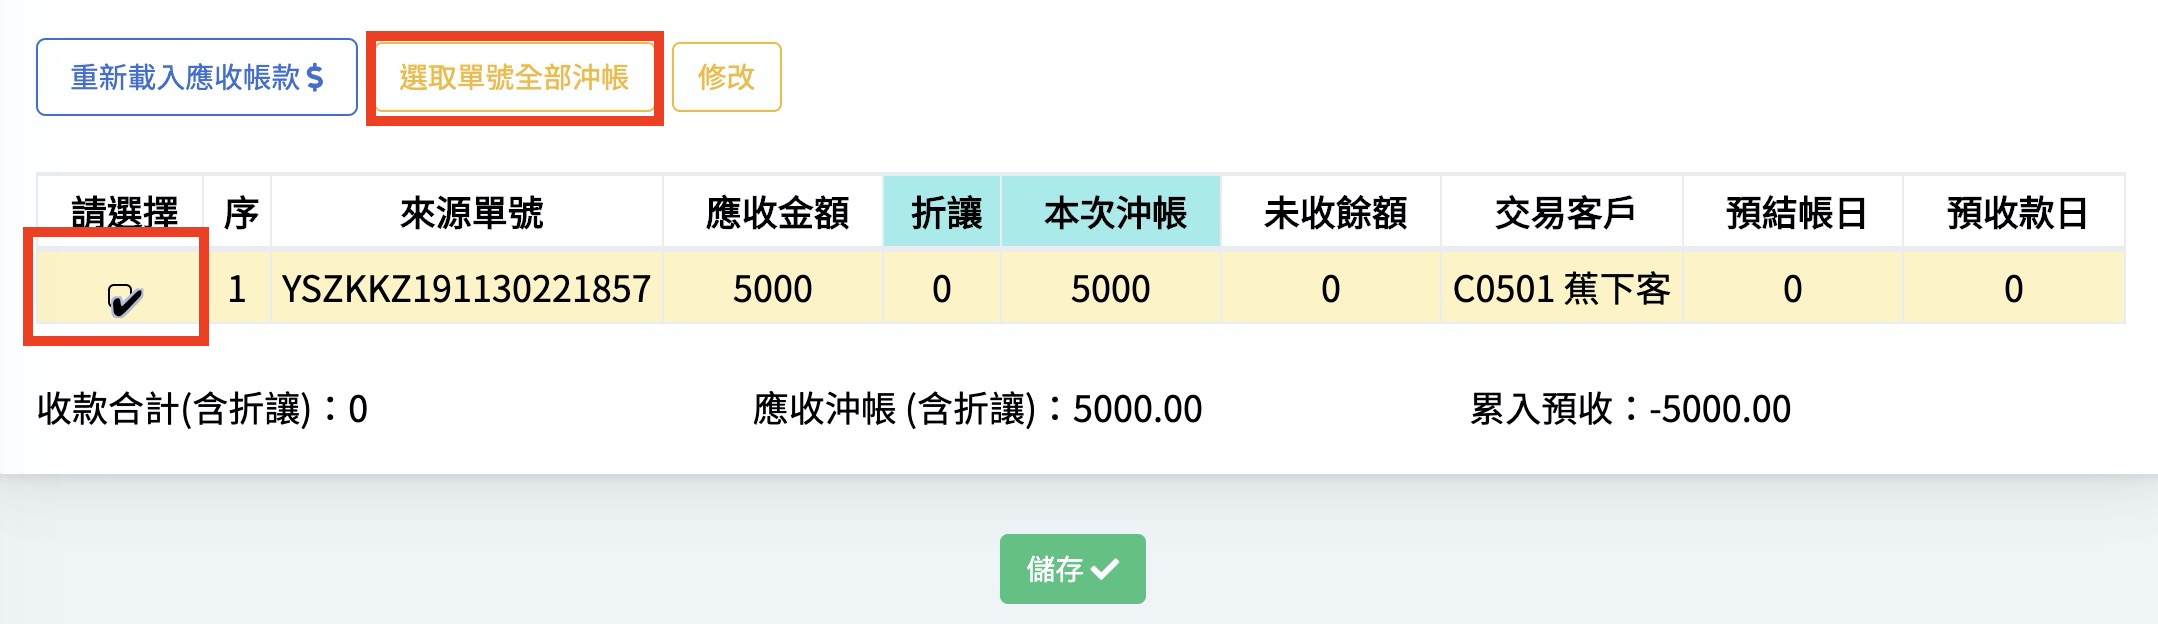 重新載入應收帳款$ 選取單號全部沖帳 修改
請選擇 序 來源單號 應收金額 折讓 本次沖帳 未收餘額 交易客戶 預結帳日 預收款日
1 YSZKKZ191130221857 5000 0 5000 0 C0501 蕉下客 0 0
收款合計(含折讓)：0 應收沖帳 (含折讓)：5000.00 累入預收：-5000.00
儲存